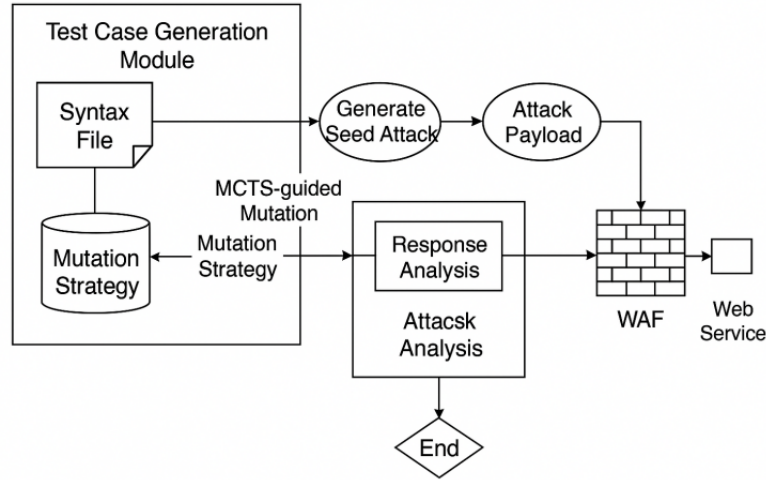 Test Case Generation
Module
Syntax
File
Generate
Seed Attack
Attack
Payload
MCTS-guided
Mutation
Mutation
Strategy
Mutation
Strategy
Response
Analysis
Attacsk
Analysis
WAF
Web
Service
End